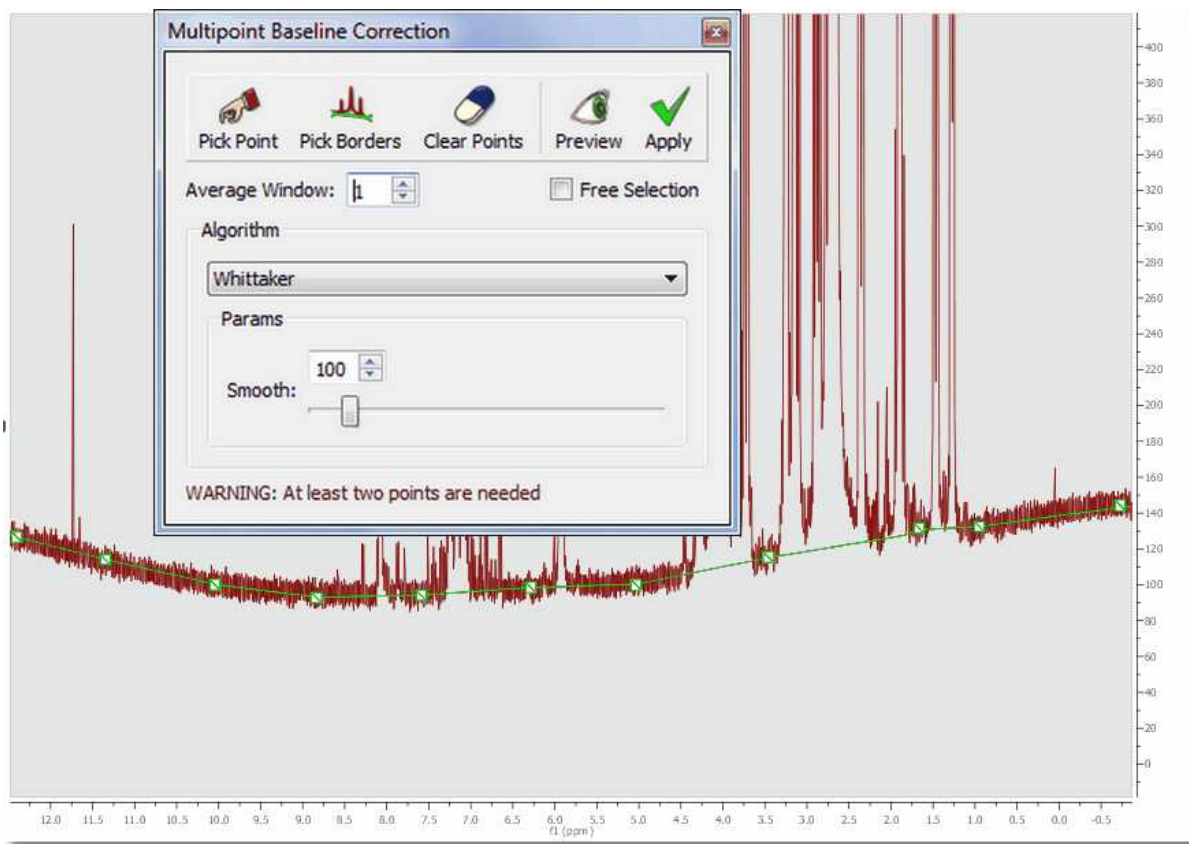 Multipoint Baseline Correction
Pick Point Pick Borders Clear Points Preview Apply
Average Window: 1 Free Selection
Algorithm
Whittaker
Params
100
Smooth:
WARNING: At least two points are needed
400
380
360
340
320
300
280
260
240
220
200
180
160
140
120
100
80
60
40
20
0
12.0 11.5 11.0 10.5 10.0 9.5 9.0 8.5 8.0 7.5 7.0 6.5 6.0 5.5 5.0 4.5 4.0 3.5 3.0 2.5 2.0 1.5 1.0 0.5 0.0 -0.5
f1 (ppm)